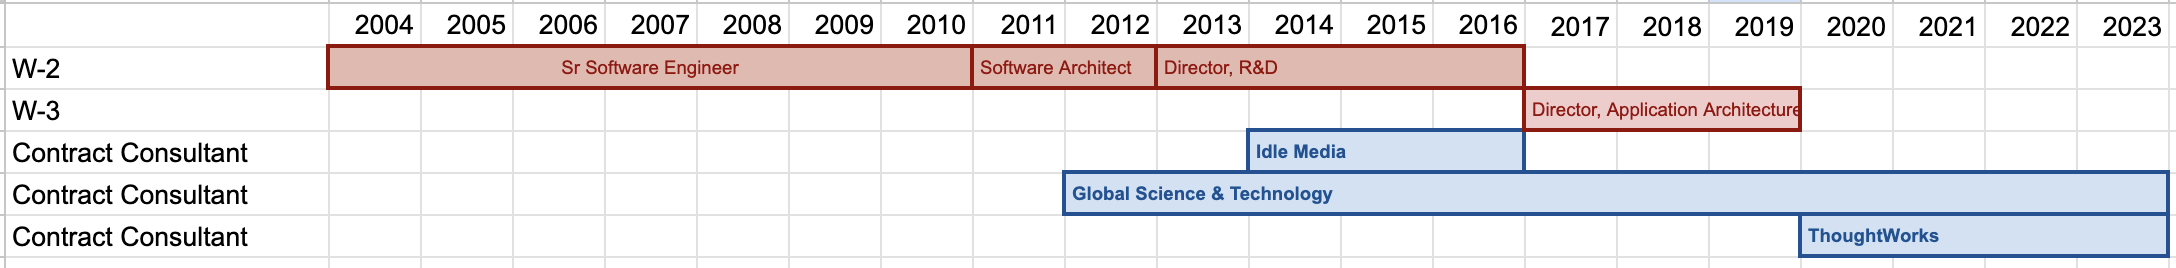 2004 2005 2006 2007 2008 2009 2010 2011 2012 2013 2014 2015 2016 2017 2018 2019 2020 2021 2022 2023
W-2 Sr Software Engineer Software Architect Director, R&D
W-3 Director, Application Architecture
Contract Consultant Idle Media
Contract Consultant Global Science & Technology
Contract Consultant ThoughtWorks